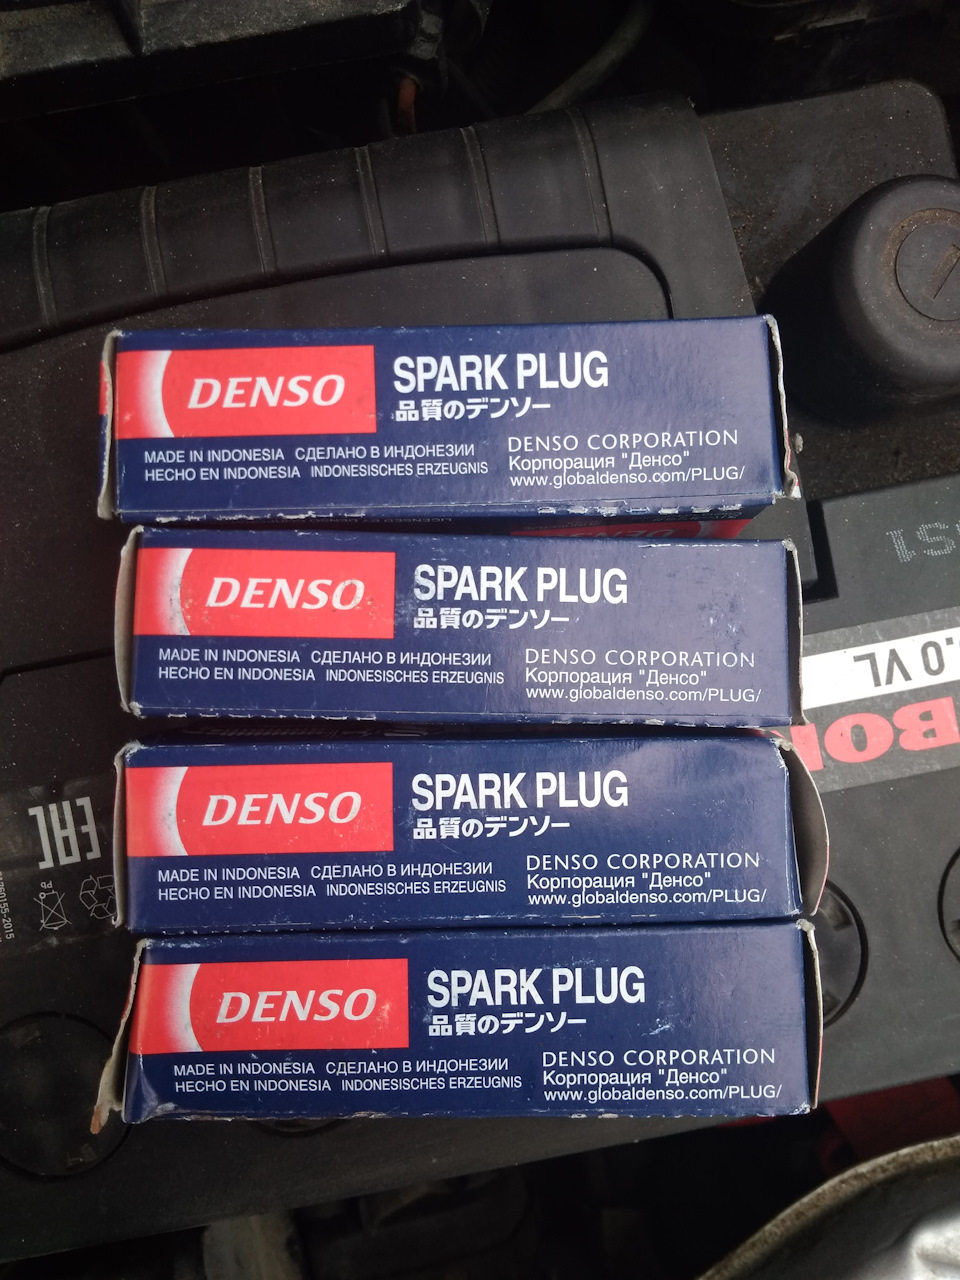 DENSO
SPARK PLUG
品質のデンソー
MADE IN INDONESIA СДЕЛАНО В ИНДОНЕЗИИ
HECHO EN INDONESIA INDONESISCHES ERZEUGNIS
DENSO CORPORATION
Корпорация "Денсо"
www.globaldenso.com/PLUG/
DENSO
SPARK PLUG
品質のデンソー
MADE IN INDONESIA СДЕЛАНО В ИНДОНЕЗИИ
HECHO EN INDONESIA INDONESISCHES ERZEUGNIS
DENSO CORPORATION
Корпорация "Денсо"
www.globaldenso.com/PLUG/
.0 VL
DENSO
SPARK PLUG
品質のデンソー
MADE IN INDONESIA СДЕЛАНО В ИНДОНЕЗИИ
HECHO EN INDONESIA INDONESISCHES ERZEUGNIS
DENSO CORPORATION
Корпорация "Денсо"
www.globaldenso.com/PLUG/
EAC
DENSO
SPARK PLUG
品質のデンソー
MADE IN INDONESIA СДЕЛАНО В ИНДОНЕЗИИ
HECHO EN INDONESIA INDONESISCHES ERZEUGNIS
DENSO CORPORATION
Корпорация "Денсо"
www.globaldenso.com/PLUG/